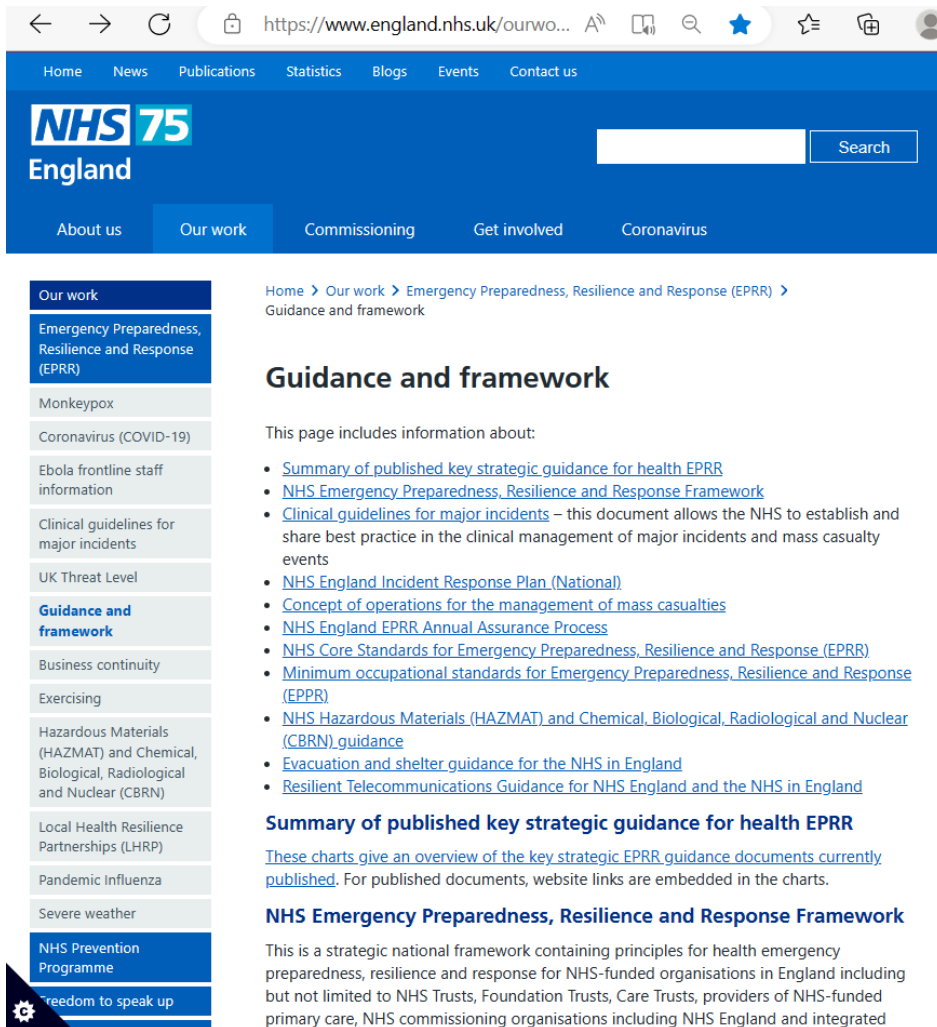 https://www.england.nhs.uk/ourwo...
Home News Publications Statistics Blogs Events Contact us
NHS 75
England
Search
About us Our work Commissioning Get involved Coronavirus
Our work
Emergency Preparedness,
Resilience and Response
(EPRR)
Monkeypox
Coronavirus (COVID-19)
Ebola frontline staff
information
Clinical guidelines for
major incidents
UK Threat Level
Guidance and
framework
Business continuity
Exercising
Hazardous Materials
(HAZMAT) and Chemical,
Biological, Radiological
and Nuclear (CBRN)
Local Health Resilience
Partnerships (LHRP)
Pandemic Influenza
Severe weather
NHS Prevention
Programme
Freedom to speak up
Home > Our work > Emergency Preparedness, Resilience and Response (EPRR) >
Guidance and framework
Guidance and framework
This page includes information about:
• Summary of published key strategic guidance for health EPRR
• NHS Emergency Preparedness, Resilience and Response Framework
• Clinical guidelines for major incidents – this document allows the NHS to establish and
share best practice in the clinical management of major incidents and mass casualty
events
• NHS England Incident Response Plan (National)
• Concept of operations for the management of mass casualties
• NHS England EPRR Annual Assurance Process
• NHS Core Standards for Emergency Preparedness, Resilience and Response (EPRR)
• Minimum occupational standards for Emergency Preparedness, Resilience and Response
(EPPR)
• NHS Hazardous Materials (HAZMAT) and Chemical, Biological, Radiological and Nuclear
(CBRN) guidance
• Evacuation and shelter guidance for the NHS in England
• Resilient Telecommunications Guidance for NHS England and the NHS in England
Summary of published key strategic guidance for health EPRR
These charts give an overview of the key strategic EPRR guidance documents currently
published. For published documents, website links are embedded in the charts.
NHS Emergency Preparedness, Resilience and Response Framework
This is a strategic national framework containing principles for health emergency
preparedness, resilience and response for NHS-funded organisations in England including
but not limited to NHS Trusts, Foundation Trusts, Care Trusts, providers of NHS-funded
primary care, NHS commissioning organisations including NHS England and integrated